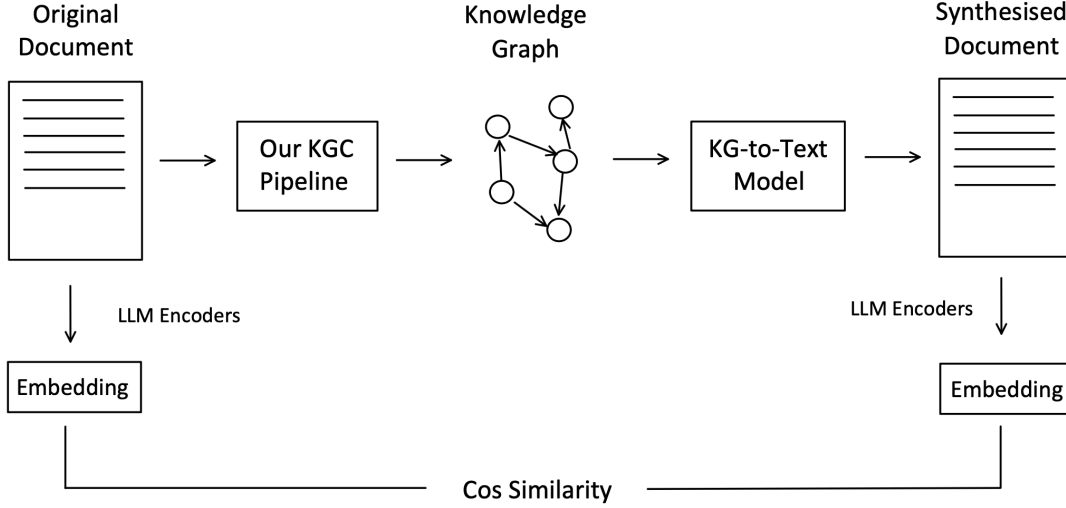 Original
Document
Knowledge
Graph
Synthesised
Document
Our KGC
Pipeline
KG-to-Text
Model
LLM Encoders
LLM Encoders
Embedding
Embedding
Cos Similarity